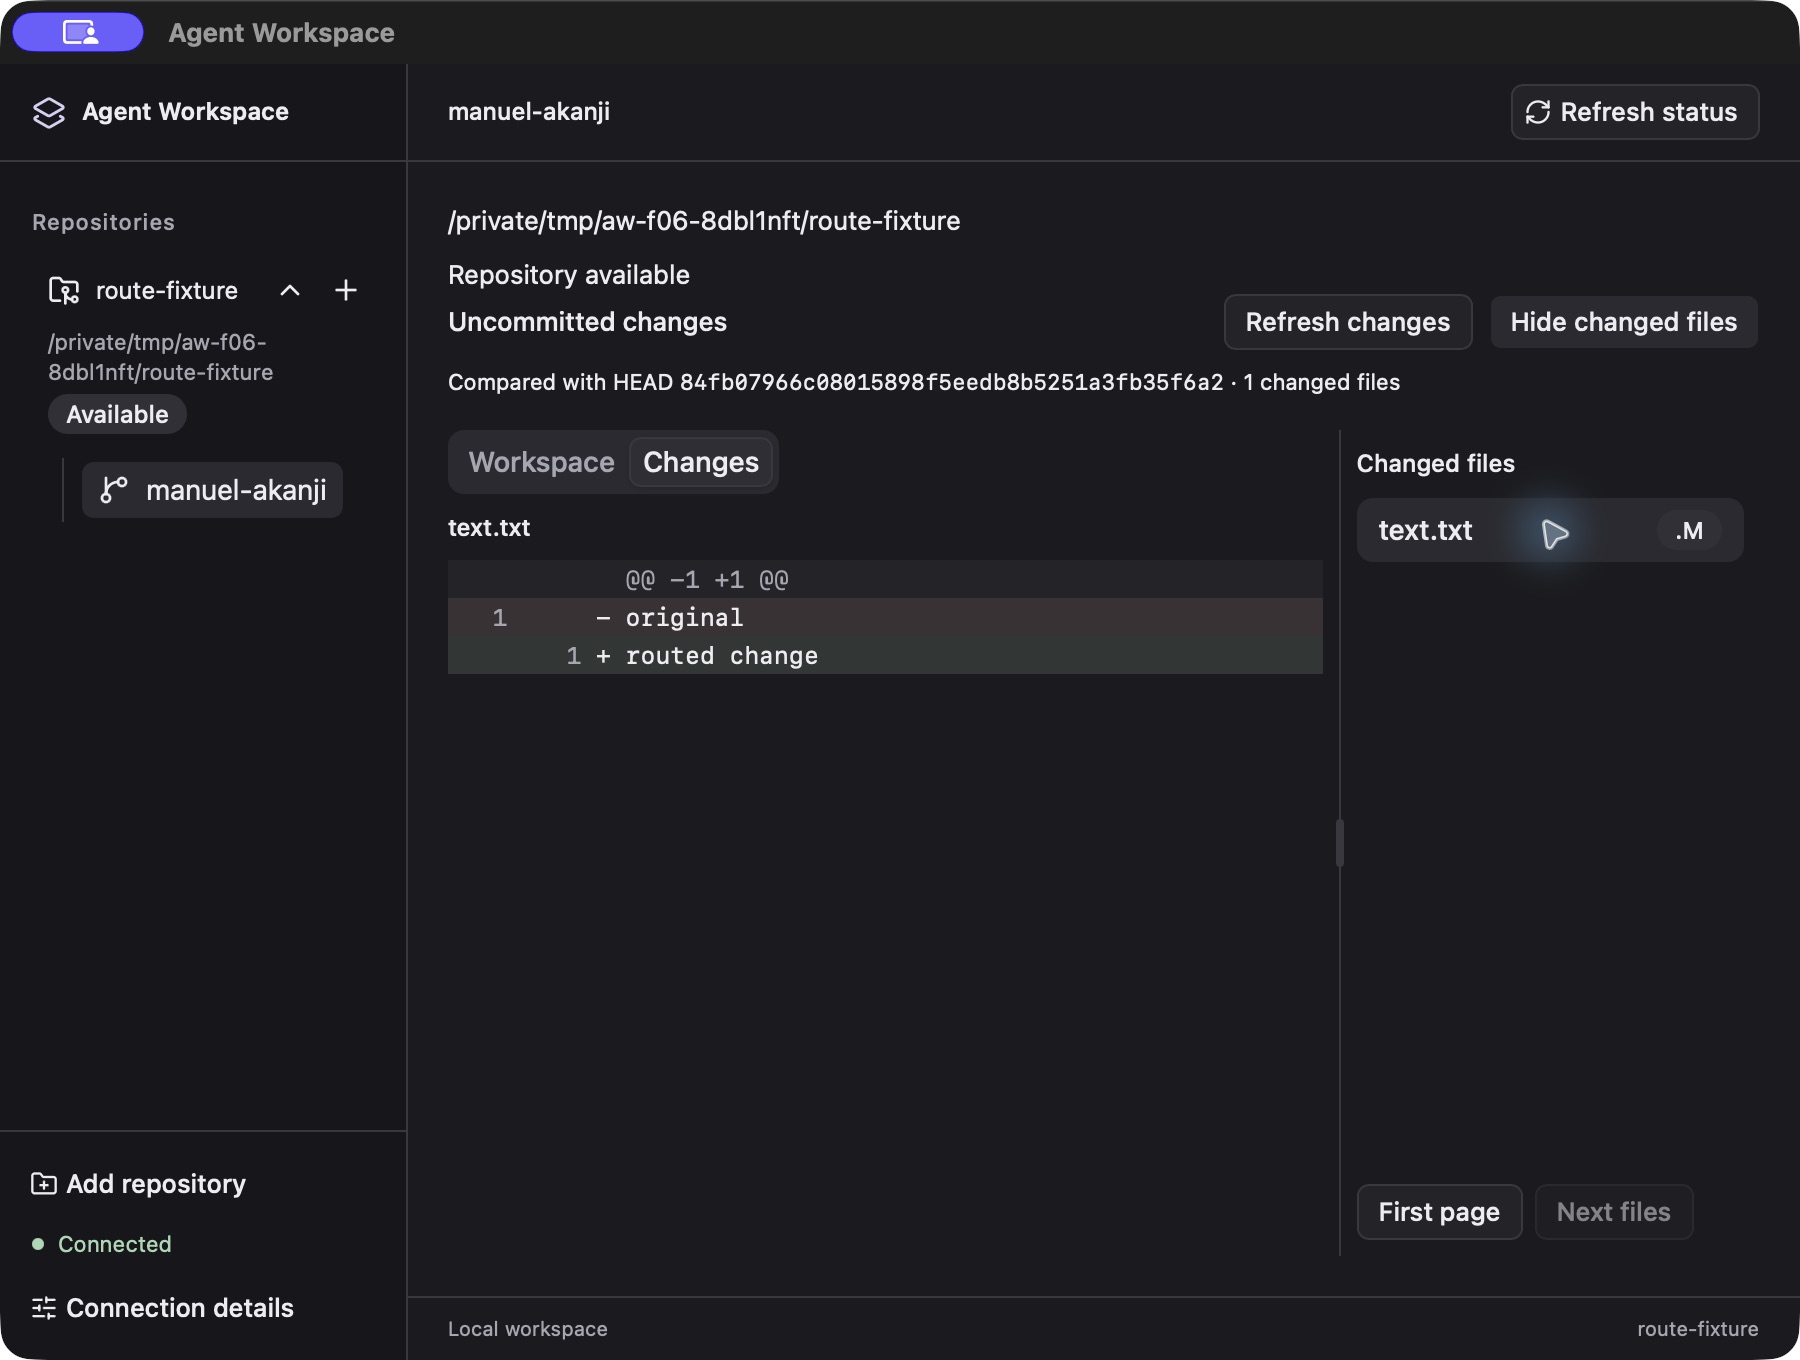 Agent Workspace
Agent Workspace
manuel-akanji
Refresh status
Repositories
route-fixture
/private/tmp/aw-f06-
8dbl1nft/route-fixture
Available
manuel-akanji
/private/tmp/aw-f06-8dbl1nft/route-fixture
Repository available
Uncommitted changes
Refresh changes
Hide changed files
Compared with HEAD 84fb07966c08015898f5eedb8b5251a3fb35f6a2 · 1 changed files
Workspace
Changes
text.txt
@@ −1 +1 @@
1 − original
1 + routed change
Changed files
text.txt .M
First page
Next files
Add repository
Connected
Connection details
Local workspace
route-fixture